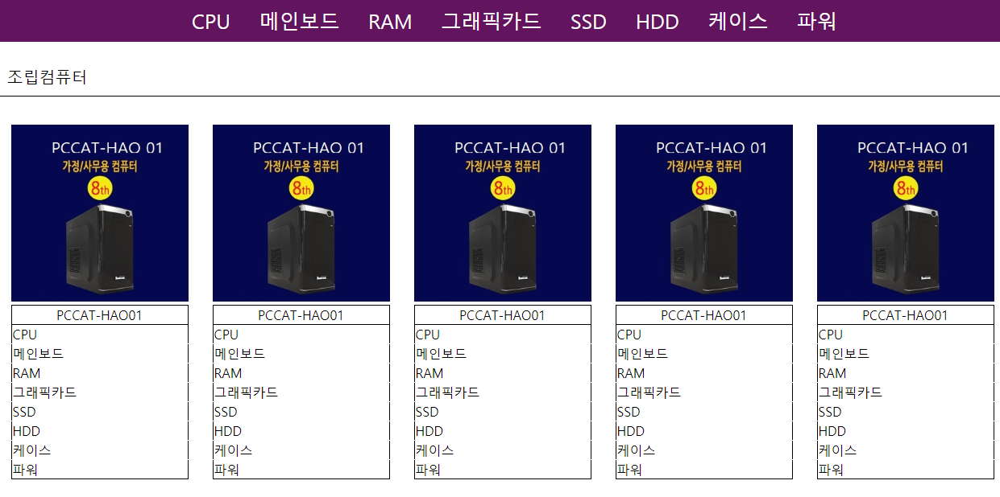 CPU 메인보드 RAM 그래픽카드 SSD HDD 케이스 파워
조립컴퓨터
PCCAT-HAO 01 PCCAT-HAO 01 PCCAT-HAO 01 PCCAT-HAO 01 PCCAT-HAO 01
가정/사무용 컴퓨터 가정/사무용 컴퓨터 가정/사무용 컴퓨터 가정/사무용 컴퓨터 가정/사무용 컴퓨터
8th 8th 8th 8th 8th
PCCAT-HAO01 PCCAT-HAO01 PCCAT-HAO01 PCCAT-HAO01 PCCAT-HAO01
CPU CPU CPU CPU CPU
메인보드 메인보드 메인보드 메인보드 메인보드
RAM RAM RAM RAM RAM
그래픽카드 그래픽카드 그래픽카드 그래픽카드 그래픽카드
SSD SSD SSD SSD SSD
HDD HDD HDD HDD HDD
케이스 케이스 케이스 케이스 케이스
파워 파워 파워 파워 파워